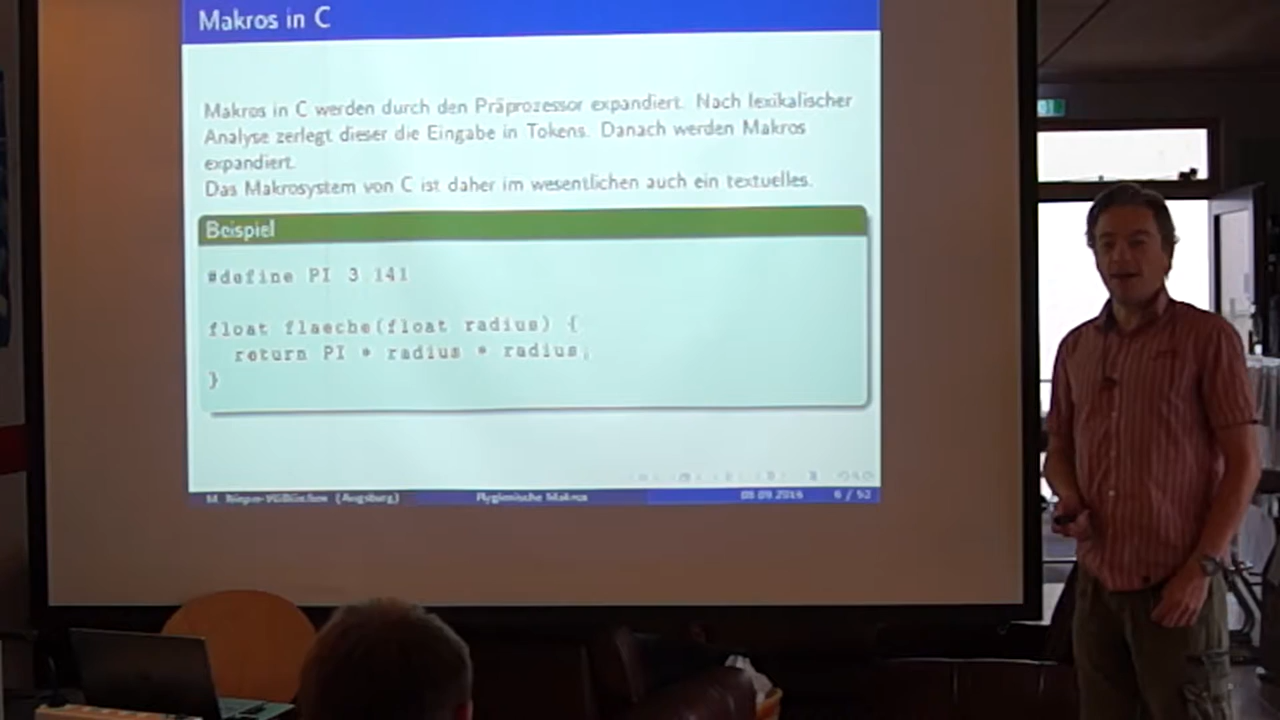 Makros in C
Makros in C werden durch den Präprozessor expandiert. Nach lexikalischer
Analyse zerlegt dieser die Eingabe in Tokens. Danach werden Makros
expandiert.
Das Makrosystem von C ist daher im wesentlichen auch ein textuelles.
Beispiel
#define PI 3.141
float flaeche(float radius) {
return PI * radius * radius;
}
M. (Augsburg) Hygienische Makros 6 / 53